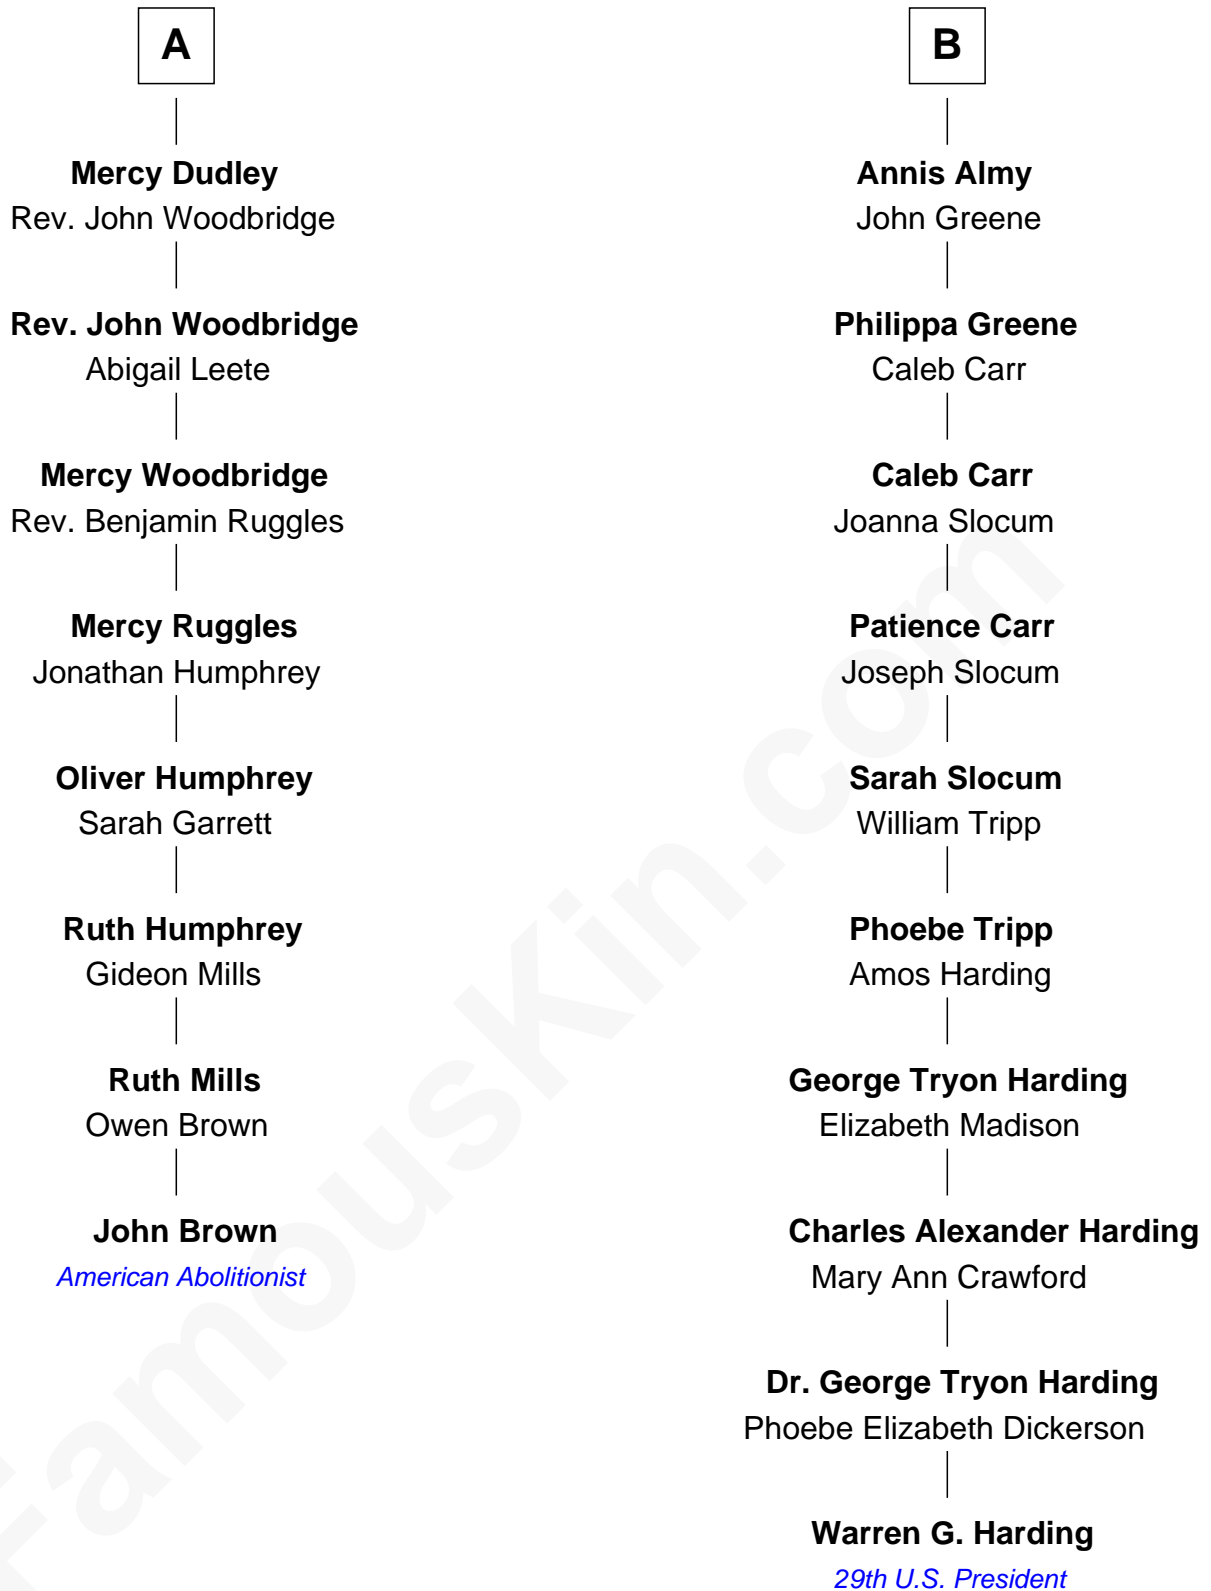 A
Mercy Dudley
Rev. John Woodbridge
Rev. John Woodbridge
Abigail Leete
Mercy Woodbridge
Rev. Benjamin Ruggles
Mercy Ruggles
Jonathan Humphrey
Oliver Humphrey
Sarah Garrett
Ruth Humphrey
Gideon Mills
Ruth Mills
Owen Brown
John Brown
American Abolitionist
B
Annis Almy
John Greene
Philippa Greene
Caleb Carr
Caleb Carr
Joanna Slocum
Patience Carr
Joseph Slocum
Sarah Slocum
William Tripp
Phoebe Tripp
Amos Harding
George Tryon Harding
Elizabeth Madison
Charles Alexander Harding
Mary Ann Crawford
Dr. George Tryon Harding
Phoebe Elizabeth Dickerson
Warren G. Harding
29th U.S. President
FamousKin.com